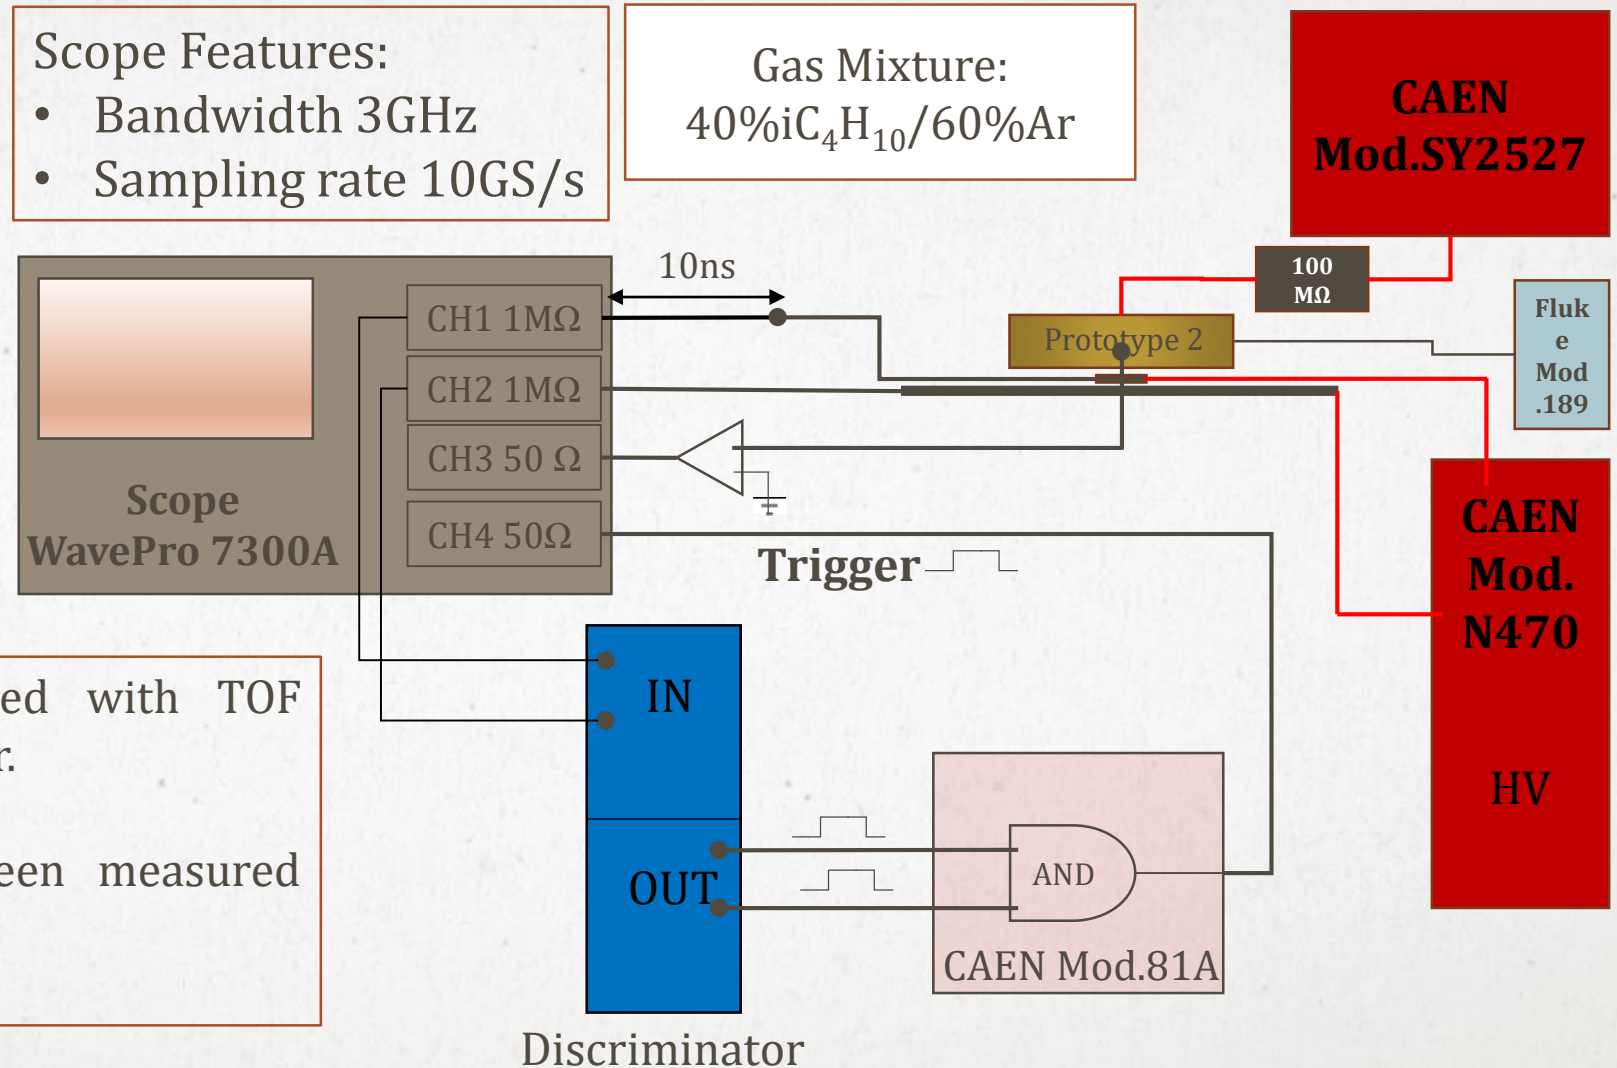 Scope Features:
• Bandwidth 3GHz
• Sampling rate 10GS/s
Gas Mixture:
40%iC₄H₁₀/60%Ar
CAEN
Mod.SY2527
100
MΩ
Fluk
e
Mod
.189
10ns
CH1 1MΩ
CH2 1MΩ
CH3 50 Ω
CH4 50Ω
Scope
WavePro 7300A
Prototype 2
Trigger
CAEN
Mod.
N470
HV
ed with TOF
r.
een measured
IN
OUT
Discriminator
AND
CAEN Mod.81A